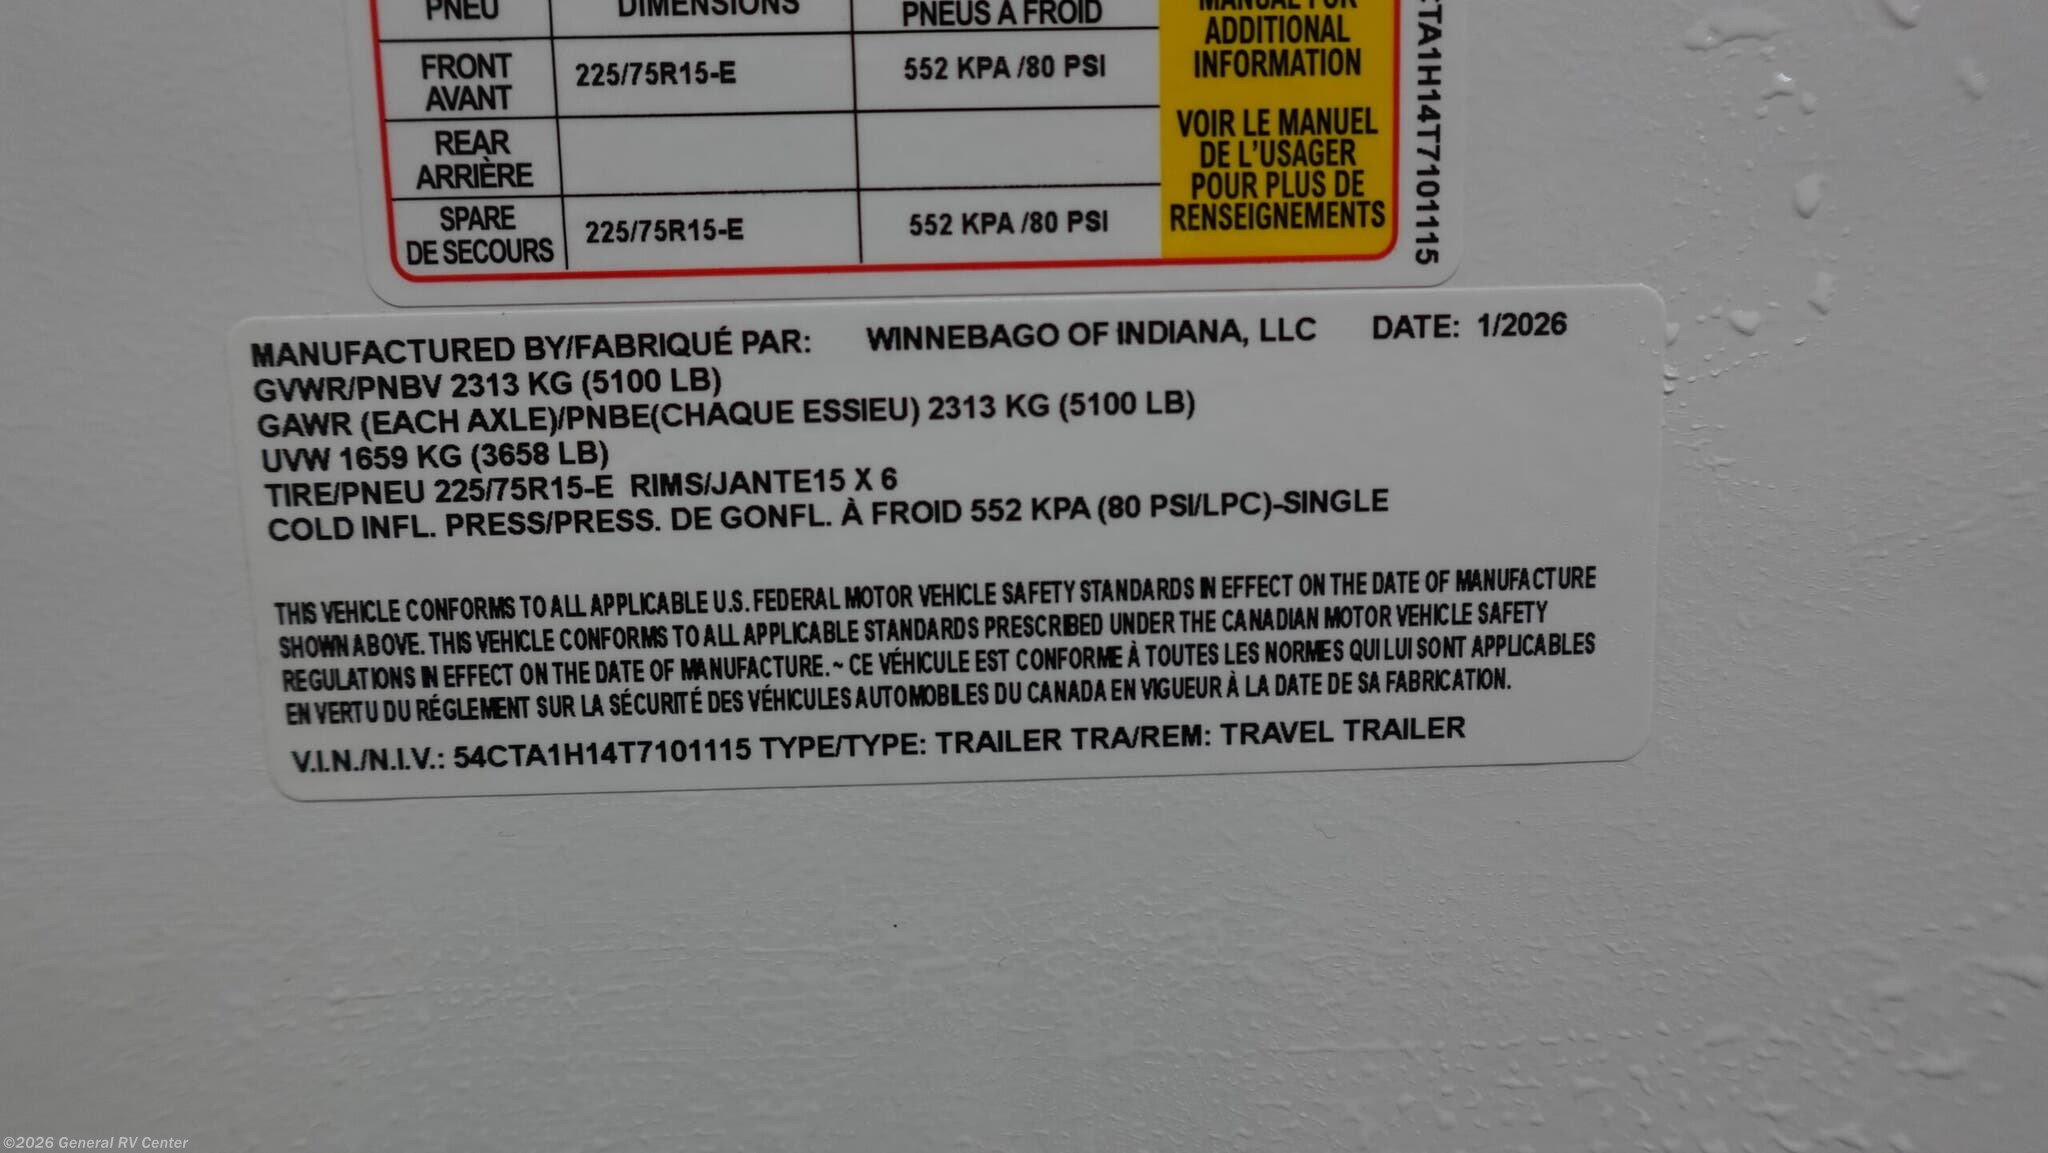 PNEU DIMENSIONS PNEUS À FROID
MANUAL FOR
ADDITIONAL
INFORMATION
FRONT 225/75R15-E 552 KPA /80 PSI
AVANT
REAR
ARRIÈRE
SPARE 225/75R15-E 552 KPA /80 PSI
DE SECOURS
VOIR LE MANUEL
DE L'USAGER
POUR PLUS DE
RENSEIGNEMENTS
CTA1H14T7101115
MANUFACTURED BY/FABRIQUÉ PAR: WINNEBAGO OF INDIANA, LLC DATE: 1/2026
GVWR/PNBV 2313 KG (5100 LB)
GAWR (EACH AXLE)/PNBE(CHAQUE ESSIEU) 2313 KG (5100 LB)
UVW 1659 KG (3658 LB)
TIRE/PNEU 225/75R15-E RIMS/JANTE15 X 6
COLD INFL. PRESS/PRESS. DE GONFL. À FROID 552 KPA (80 PSI/LPC)-SINGLE
THIS VEHICLE CONFORMS TO ALL APPLICABLE U.S. FEDERAL MOTOR VEHICLE SAFETY STANDARDS IN EFFECT ON THE DATE OF MANUFACTURE
SHOWN ABOVE. THIS VEHICLE CONFORMS TO ALL APPLICABLE STANDARDS PRESCRIBED UNDER THE CANADIAN MOTOR VEHICLE SAFETY
REGULATIONS IN EFFECT ON THE DATE OF MANUFACTURE. ~ CE VÉHICULE EST CONFORME À TOUTES LES NORMES QUI LUI SONT APPLICABLES
EN VERTU DU RÉGLEMENT SUR LA SÉCURITÉ DES VÉHICULES AUTOMOBILES DU CANADA EN VIGUEUR À LA DATE DE SA FABRICATION.
V.I.N./N.I.V.: 54CTA1H14T7101115 TYPE/TYPE: TRAILER TRA/REM: TRAVEL TRAILER
©2026 General RV Center